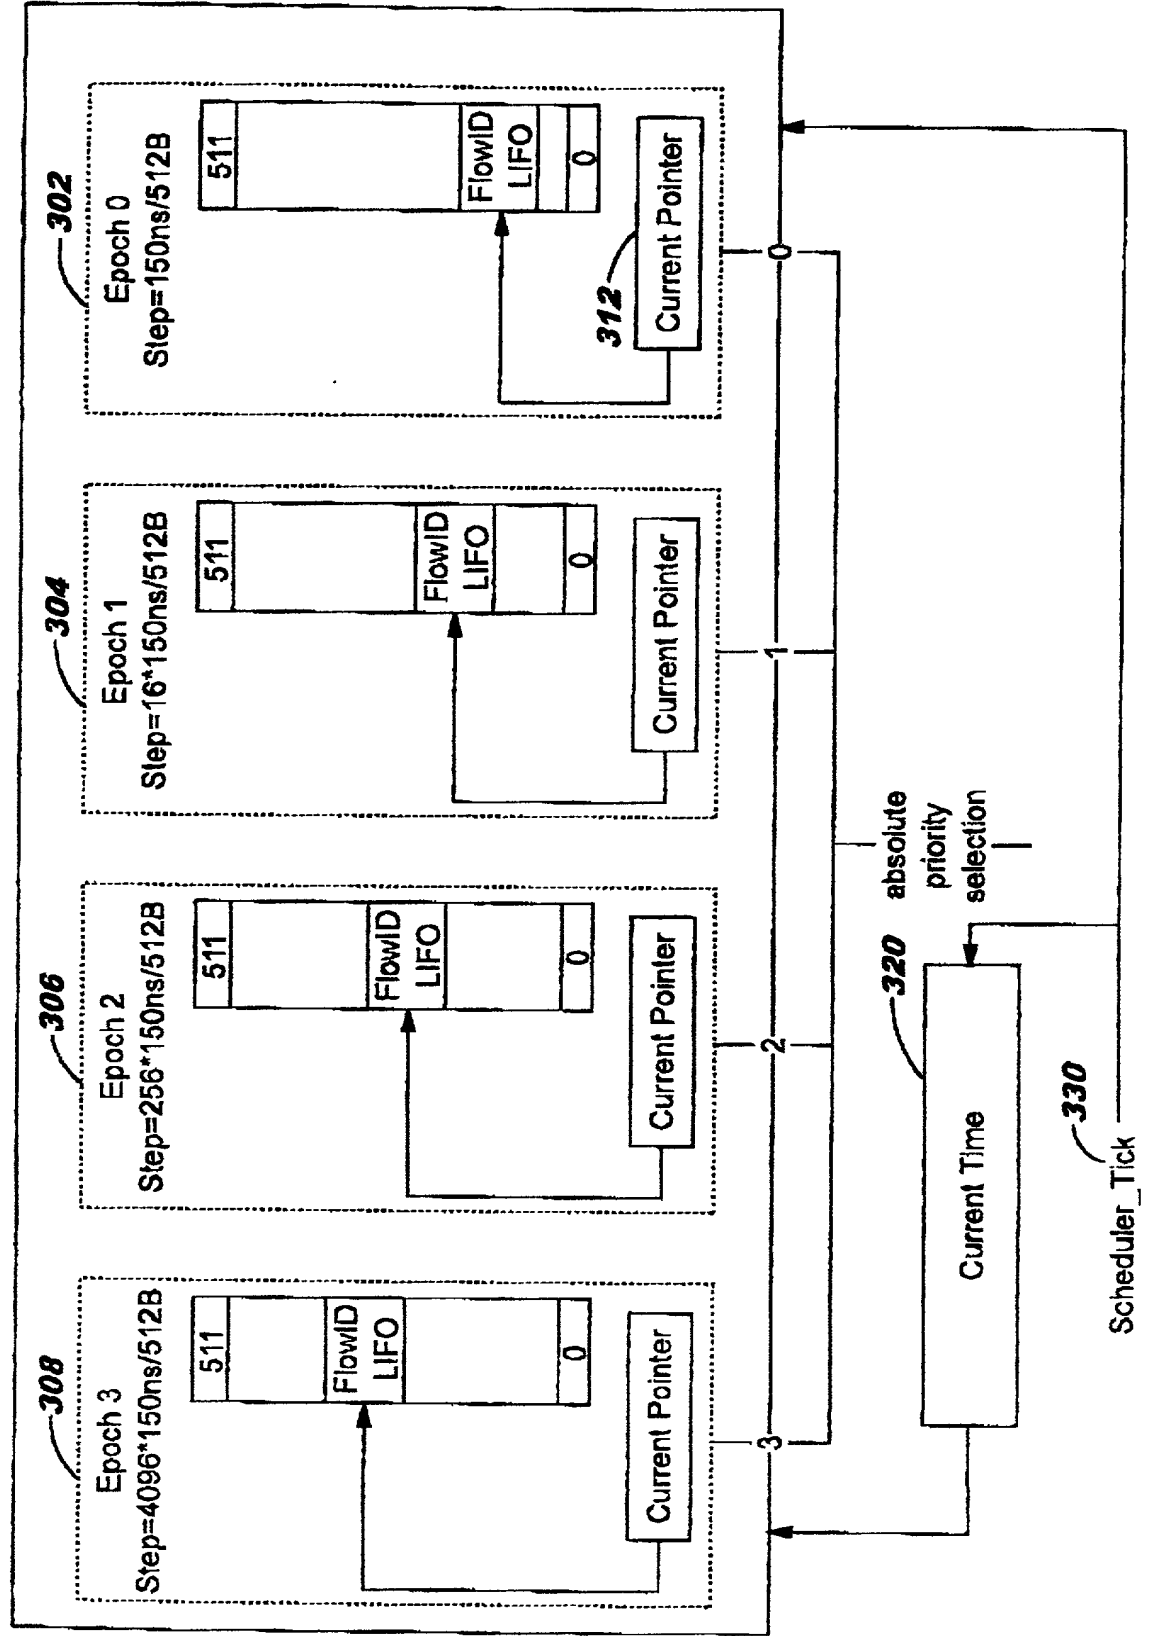 308
Epoch 3
Step=4096*150ns/512B
511
FlowID
LIFO
0
Current Pointer
3
306
Epoch 2
Step=256*150ns/512B
511
FlowID
LIFO
0
Current Pointer
2
304
Epoch 1
Step=16*150ns/512B
511
FlowID
LIFO
0
Current Pointer
1
302
Epoch 0
Step=150ns/512B
511
FlowID
LIFO
0
312
Current Pointer
0
absolute
priority
selection
320
Current Time
330
Scheduler_Tick